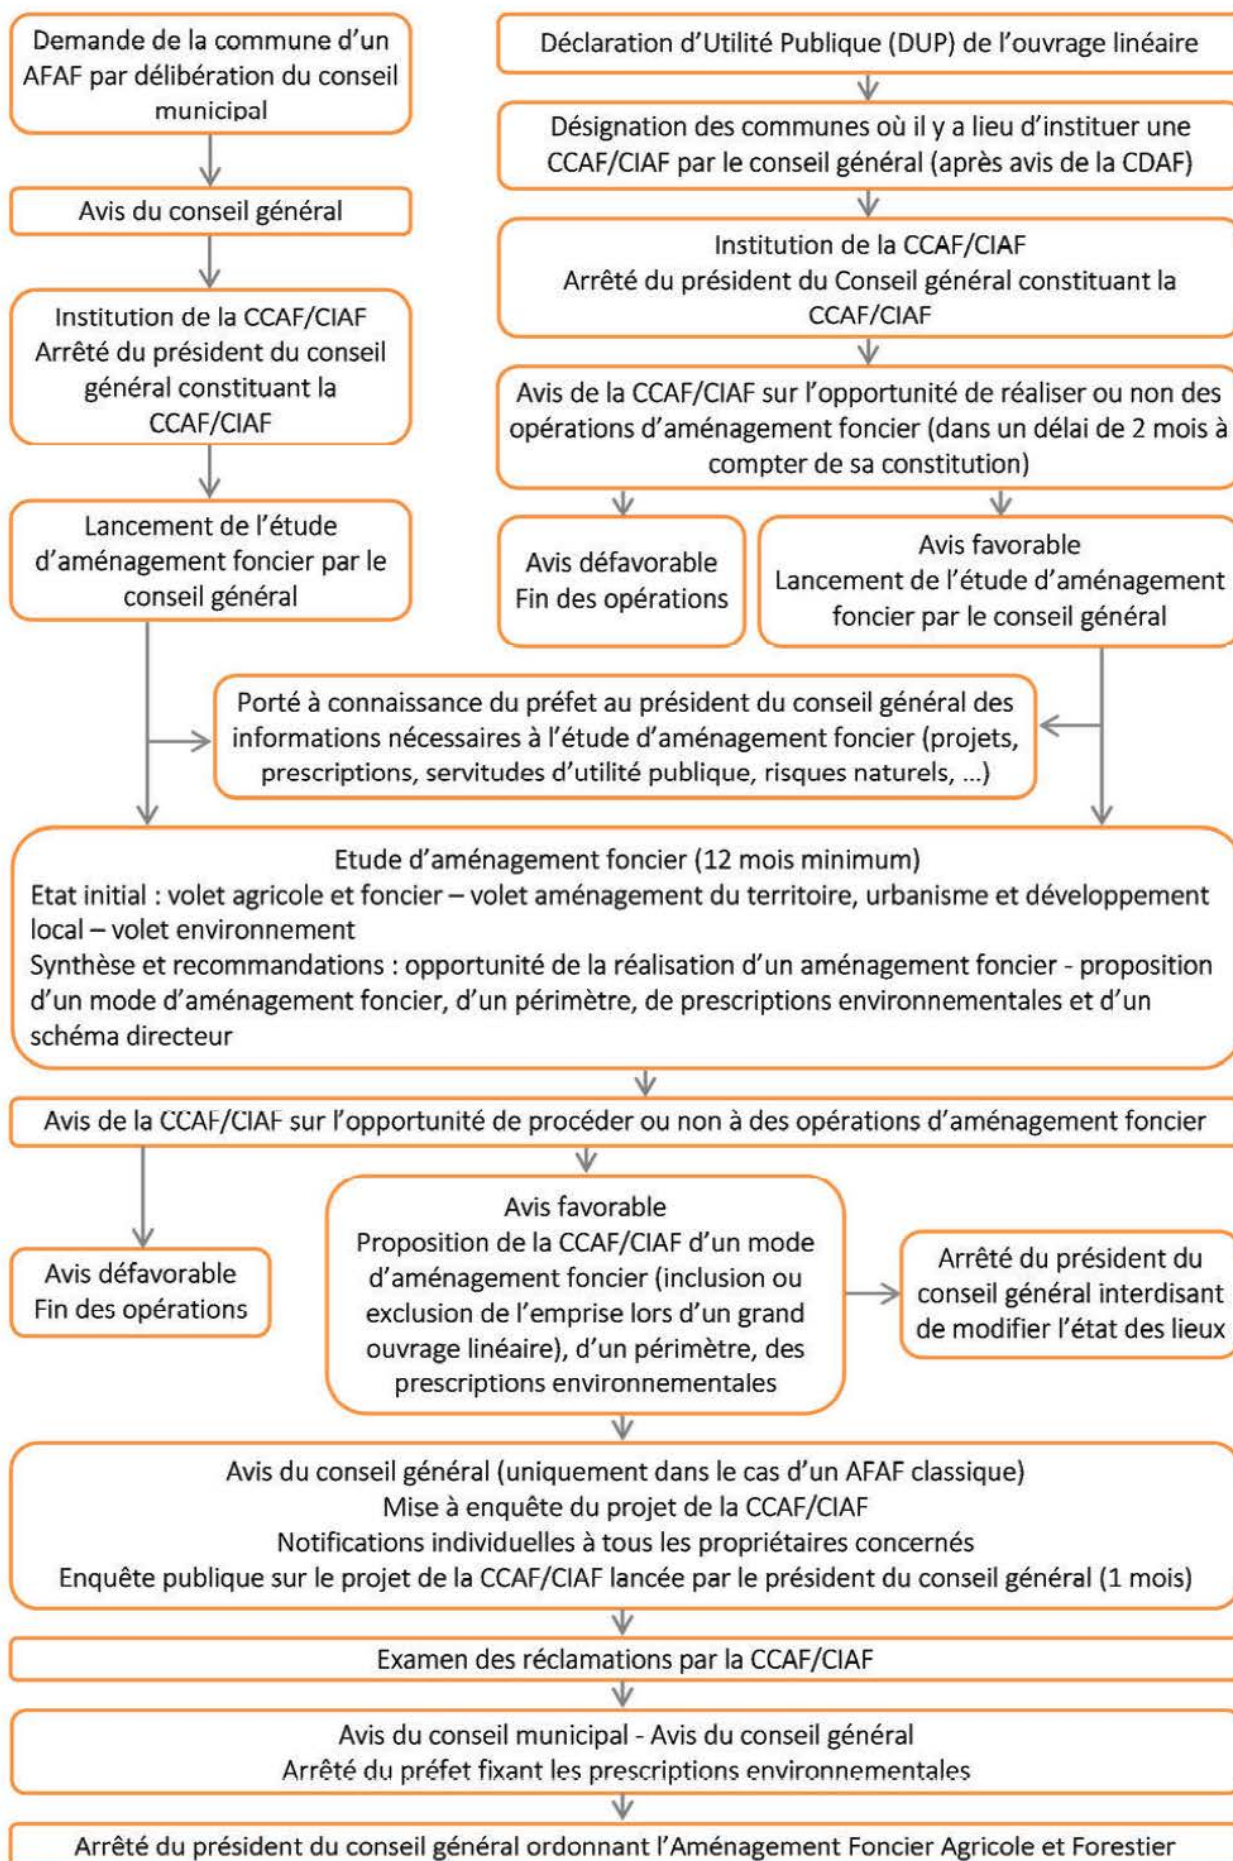 Demande de la commune d'un
AFAF par délibération du conseil
municipal
Avis du conseil général
Institution de la CCAF/CIAF
Arrêté du président du conseil
général constituant la
CCAF/CIAF
Lancement de l'étude
d'aménagement foncier par le
conseil général
Déclaration d'Utilité Publique (DUP) de l'ouvrage linéaire
Désignation des communes où il y a lieu d'instituer une
CCAF/CIAF par le conseil général (après avis de la CDAF)
Institution de la CCAF/CIAF
Arrêté du président du Conseil général constituant la
CCAF/CIAF
Avis de la CCAF/CIAF sur l'opportunité de réaliser ou non des
opérations d'aménagement foncier (dans un délai de 2 mois à
compter de sa constitution)
Avis défavorable
Fin des opérations
Avis favorable
Lancement de l'étude d'aménagement
foncier par le conseil général
Porté à connaissance du préfet au président du conseil général des
informations nécessaires à l'étude d'aménagement foncier (projets,
prescriptions, servitudes d'utilité publique, risques naturels, ...)
Etude d'aménagement foncier (12 mois minimum)
Etat initial : volet agricole et foncier – volet aménagement du territoire, urbanisme et développement
local – volet environnement
Synthèse et recommandations : opportunité de la réalisation d'un aménagement foncier - proposition
d'un mode d'aménagement foncier, d'un périmètre, de prescriptions environnementales et d'un
schéma directeur
Avis de la CCAF/CIAF sur l'opportunité de procéder ou non à des opérations d'aménagement foncier
Avis défavorable
Fin des opérations
Avis favorable
Proposition de la CCAF/CIAF d'un mode
d'aménagement foncier (inclusion ou
exclusion de l'emprise lors d'un grand
ouvrage linéaire), d'un périmètre, des
prescriptions environnementales
Arrêté du président du
conseil général interdisant
de modifier l'état des lieux
Avis du conseil général (uniquement dans le cas d'un AFAF classique)
Mise à enquête du projet de la CCAF/CIAF
Notifications individuelles à tous les propriétaires concernés
Enquête publique sur le projet de la CCAF/CIAF lancée par le président du conseil général (1 mois)
Examen des réclamations par la CCAF/CIAF
Avis du conseil municipal - Avis du conseil général
Arrêté du préfet fixant les prescriptions environnementales
Arrêté du président du conseil général ordonnant l'Aménagement Foncier Agricole et Forestier